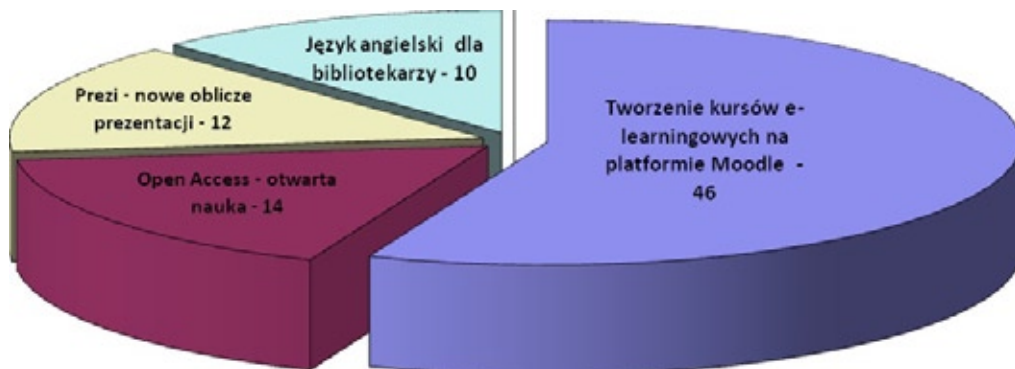 Język angielski dla
bibliotekarzy - 10
Prezi - nowe oblicze
prezentacji - 12
Tworzenie kursów e-
learningowych na
platformie Moodle -
46
Open Access - otwarta
nauka - 14